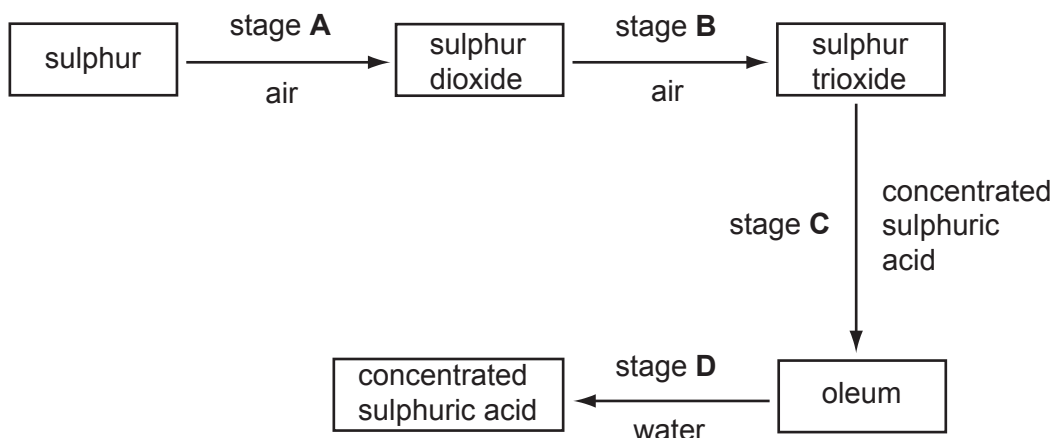 stage A
stage B
sulphur
sulphur
dioxide
sulphur
trioxide
air
air
stage C
concentrated
sulphuric
acid
stage D
concentrated
sulphuric acid
oleum
water